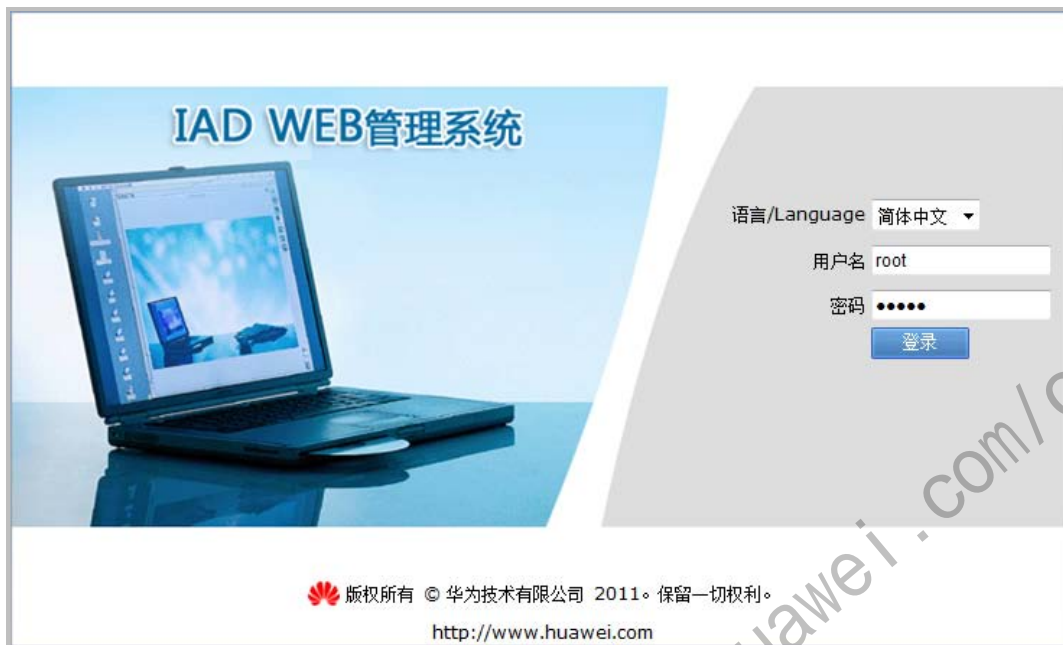 IAD WEB管理系统
语言/Language 简体中文
用户名 root
密码 •••••
登录
版权所有 © 华为技术有限公司 2011。保留一切权利。
http://www.huawei.com
huawei.com/